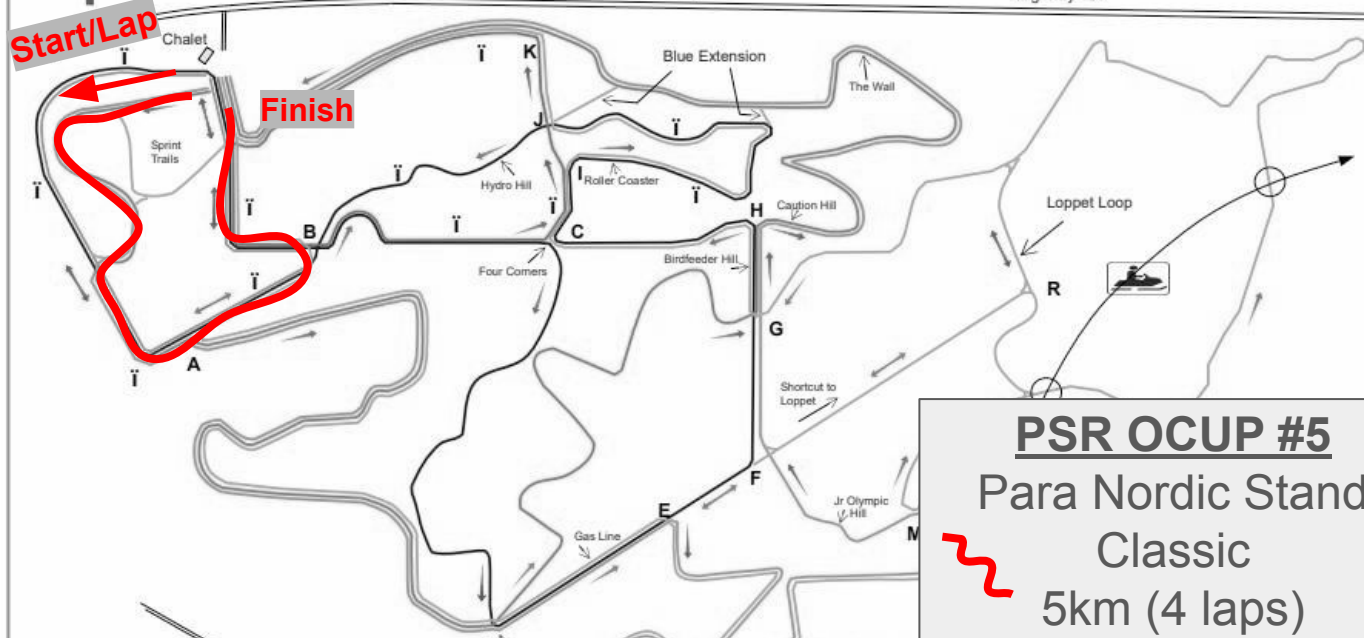 Start/Lap
Chalet
ï
K
ï
Blue Extension
The Wall
Finish
Sprint
Trails
J
ï
Hydro Hill
ï
I
Roller Coaster
ï
ï
ï
B
ï
ï
C
H
Caution Hill
Loppet Loop
Four Corners
Birdfeeder Hill
ï
R
G
A
ï
Shortcut to
Loppet
F
E
Jr Olympic
Hill
M
Gas Line
PSR OCUP #5
Para Nordic Stand
Classic
5km (4 laps)